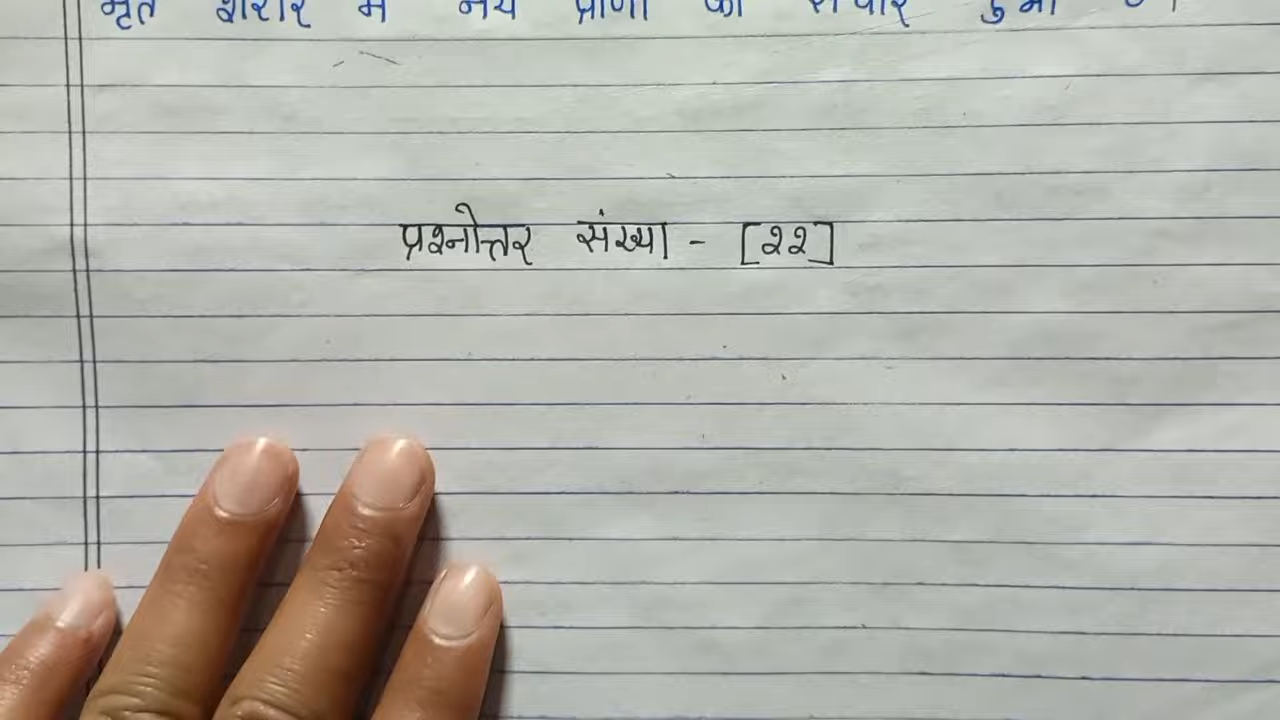 मृत शरीर में नये प्राणों का संचार हुआ है।
प्रश्नोत्तर संख्या - [२२]